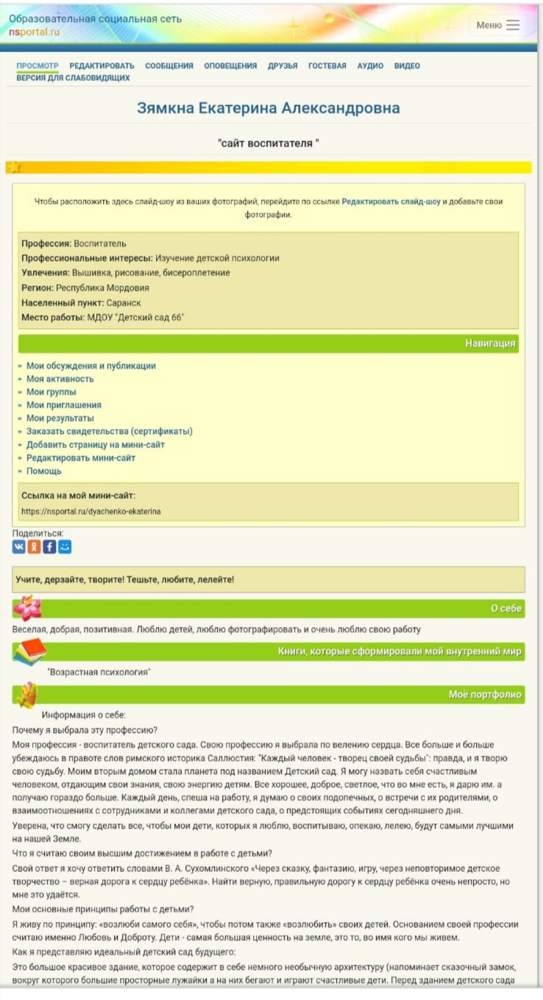 Образовательная социальная сеть
nsportal.ru
Меню
ПРОСМОТР РЕДАКТИРОВАТЬ СООБЩЕНИЯ ОПОВЕЩЕНИЯ ДРУЗЬЯ ГОСТЕВАЯ АУДИО ВИДЕО
ВЕРСИЯ ДЛЯ СЛАБОВИДЯЩИХ
Зямкна Екатерина Александровна
"сайт воспитателя "
Чтобы расположить здесь слайд-шоу из ваших фотографий, перейдите по ссылке Редактировать слайд-шоу и добавьте свои
фотографии.
Профессия: Воспитатель
Профессиональные интересы: Изучение детской психологии
Увлечения: Вышивка, рисование, бисероплетение
Регион: Республика Мордовия
Населенный пункт: Саранск
Место работы: МДОУ "Детский сад 66"
Навигация
» Мои обсуждения и публикации
» Моя активность
» Мои группы
» Мои приглашения
» Мои результаты
» Заказать свидетельства (сертификаты)
» Добавить страницу на мини-сайт
» Редактировать мини-сайт
» Помощь
Ссылка на мой мини-сайт:
https://nsportal.ru/dyachenko-ekaterina
Поделиться:
Учите, дерзайте, творите! Тешьте, любите, лелейте!
О себе
Веселая, добрая, позитивная. Люблю детей, люблю фотографировать и очень люблю свою работу
Книги, которые сформировали мой внутренний мир
"Возрастная психология"
Моё портфолио
Информация о себе:
Почему я выбрала эту профессию?
Моя профессия - воспитатель детского сада. Свою профессию я выбрала по велению сердца. Все больше и больше
убеждаюсь в правоте слов римского историка Саллюстия: "Каждый человек - творец своей судьбы": правда, и я творю
свою судьбу. Моим вторым домом стала планета под названием Детский сад. Я могу назвать себя счастливым
человеком, отдающим свои знания, свою энергию детям. Все хорошее, доброе, светлое, что во мне есть, я дарю им. а
получаю гораздо больше. Каждый день, спеша на работу, я думаю о своих подопечных, о встрече с их родителями, о
взаимоотношениях с сотрудниками и коллегами детского сада, о предстоящих событиях сегодняшнего дня.
Уверена, что смогу сделать все, чтобы мои дети, которых я люблю, воспитываю, опекаю, лелею, будут самыми лучшими
на нашей Земле.
Что я считаю своим высшим достижением в работе с детьми?
Свой ответ я хочу ответить словами В. А. Сухомлинского «Через сказку, фантазию, игру, через неповторимое детское
творчество – верная дорога к сердцу ребёнка». Найти верную, правильную дорогу к сердцу ребёнка очень непросто, но
мне это удаётся.
Мои основные принципы работы с детьми?
Я живу по принципу: «возлюби самого себя», чтобы потом также «возлюбить» своих детей. Основанием своей профессии
считаю именно Любовь и Доброту. Дети - самая большая ценность на земле, это то, во имя кого мы живем.
Как я представляю идеальный детский сад будущего:
Это большое красивое здание, которое содержит в себе немного необычную архитектуру (напоминает сказочный замок,
вокруг которого большие просторные лужайки а на них бегают и играют счастливые дети. Перед зданием детского сада